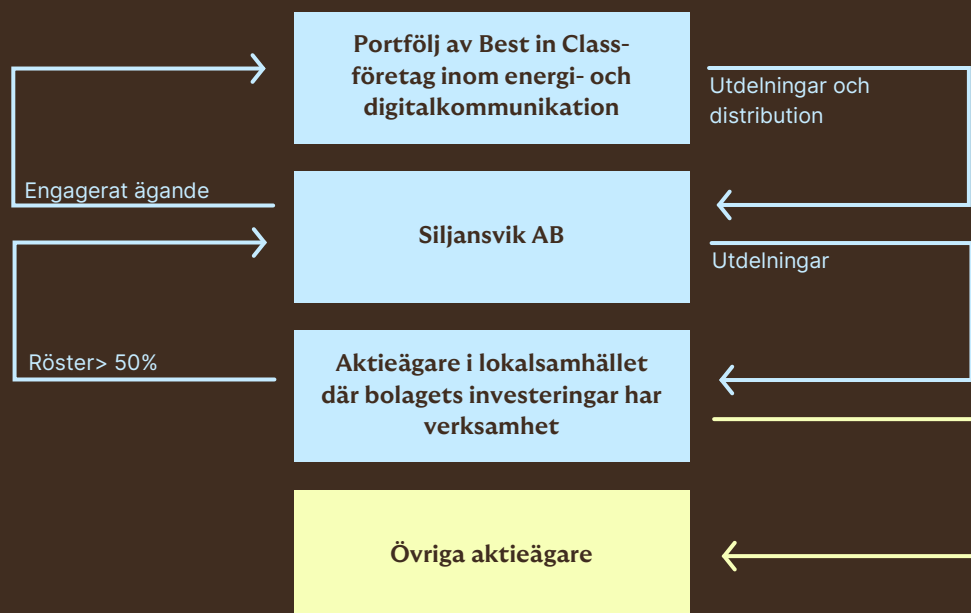 Portfölj av Best in Class-
företag inom energi- och
digitalkommunikation
Utdelningar och
distribution
Engagerat ägande
Siljansvik AB
Utdelningar
Röster> 50%
Aktieägare i lokalsamhället
där bolagets investeringar har
verksamhet
Övriga aktieägare